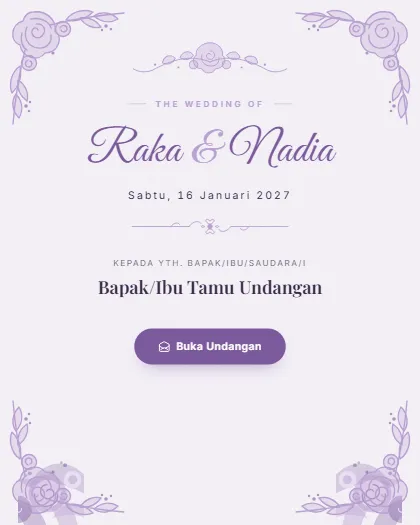 THE WEDDING OF
Raka & Nadia
Sabtu, 16 Januari 2027
KEPADA YTH. BAPAK/IBU/SAUDARA/I
Bapak/Ibu Tamu Undangan
Buka Undangan